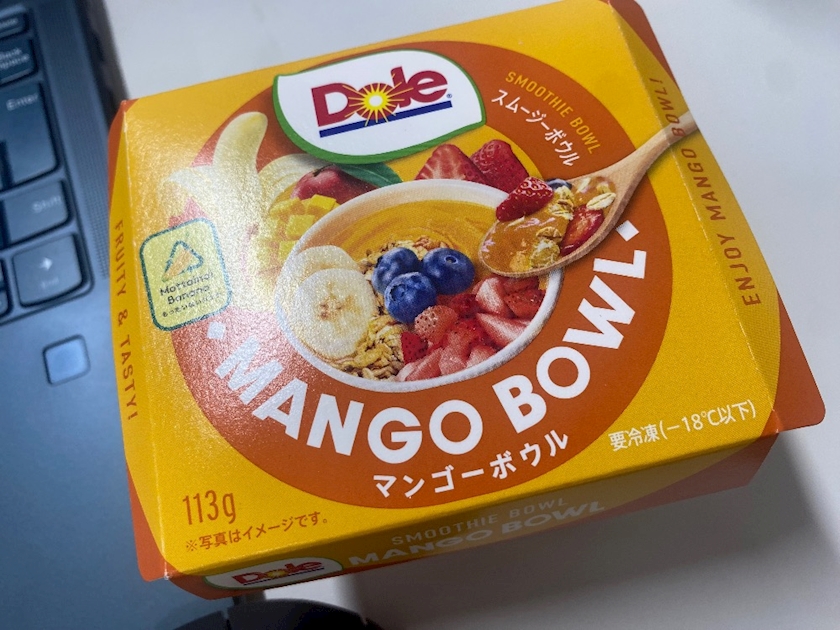 Dole
SMOOTHIE BOWL
スムージーボウル
Mottainai
Banana
FRUITY & TASTY!
ENJOY MANGO BOWL!
MANGO BOWL
マンゴーボウル
要冷凍(−18℃以下)
113g
※写真はイメージです。
SMOOTHIE BOWL
MANGO BOWL
Dole
Enter
Shift